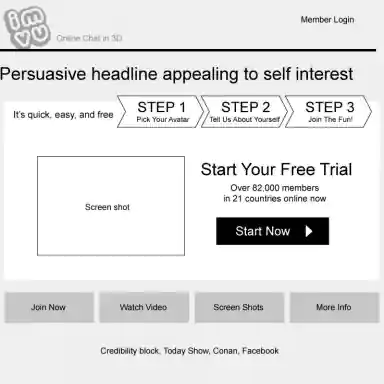 Member Login
imvu
Online Chat in 3D
Persuasive headline appealing to self interest
It's quick, easy, and free
STEP 1
Pick Your Avatar
STEP 2
Tell Us About Yourself
STEP 3
Join The Fun!
Screen shot
Start Your Free Trial
Over 82,000 members
in 21 countries online now
Start Now
Join Now
Watch Video
Screen Shots
More Info
Credibility block, Today Show, Conan, Facebook